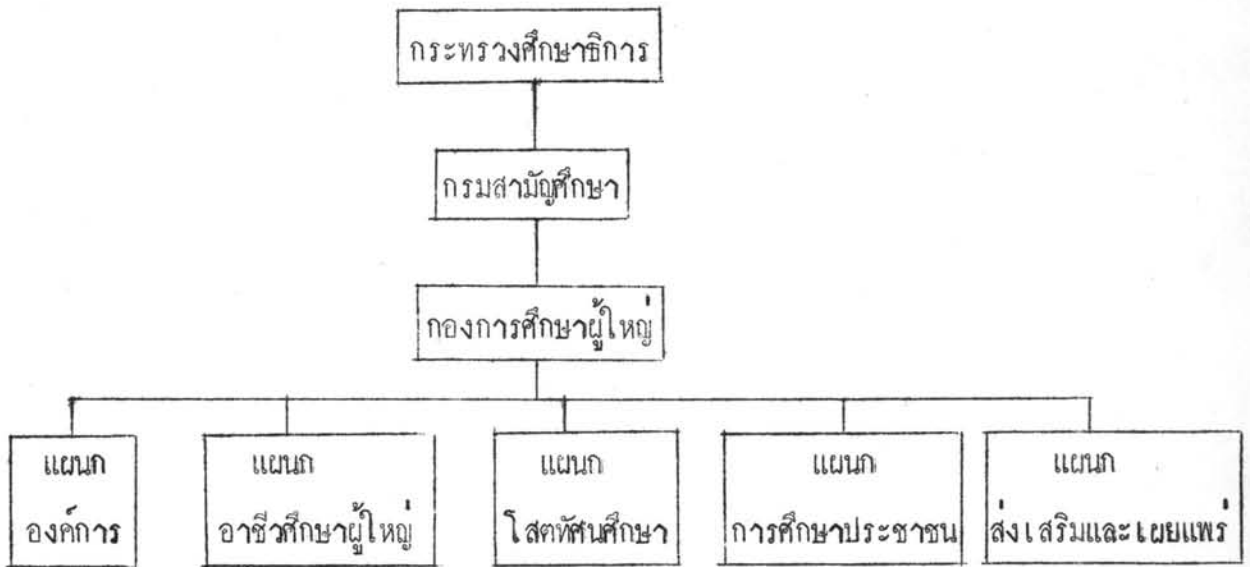 กระทรวงศึกษาธิการ
กรมสามัญศึกษา
กองการศึกษาผู้ใหญ่
แผนก
องค์การ
แผนก
อาชีวศึกษาผู้ใหญ่
แผนก
โสตทัศนศึกษา
แผนก
การศึกษาประชาชน
แผนก
ส่งเสริมและเผยแพร่